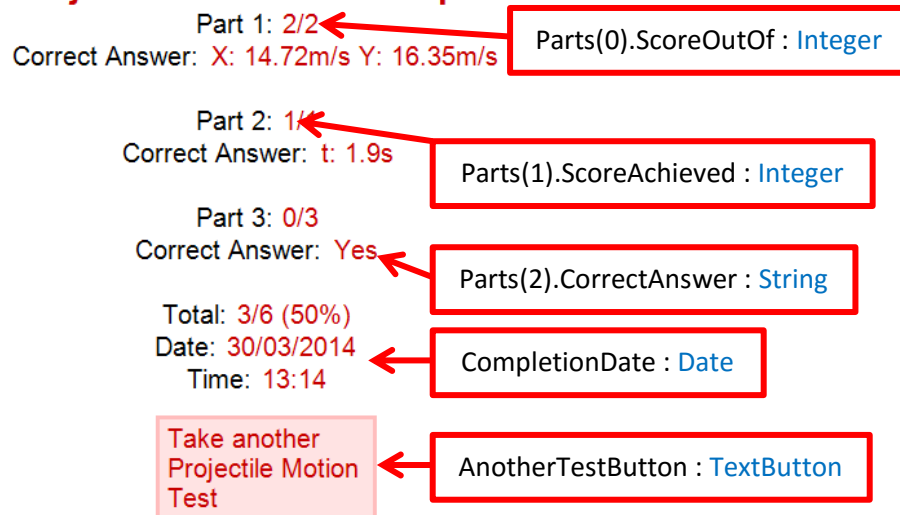 Part 1: 2/2
Parts(0).ScoreOutOf : Integer
Correct Answer: X: 14.72m/s Y: 16.35m/s
Part 2: 1/
Correct Answer: t: 1.9s
Parts(1).ScoreAchieved : Integer
Part 3: 0/3
Correct Answer: Yes
Parts(2).CorrectAnswer : String
Total: 3/6 (50%)
Date: 30/03/2014
CompletionDate : Date
Time: 13:14
Take another
Projectile Motion
Test
AnotherTestButton : TextButton